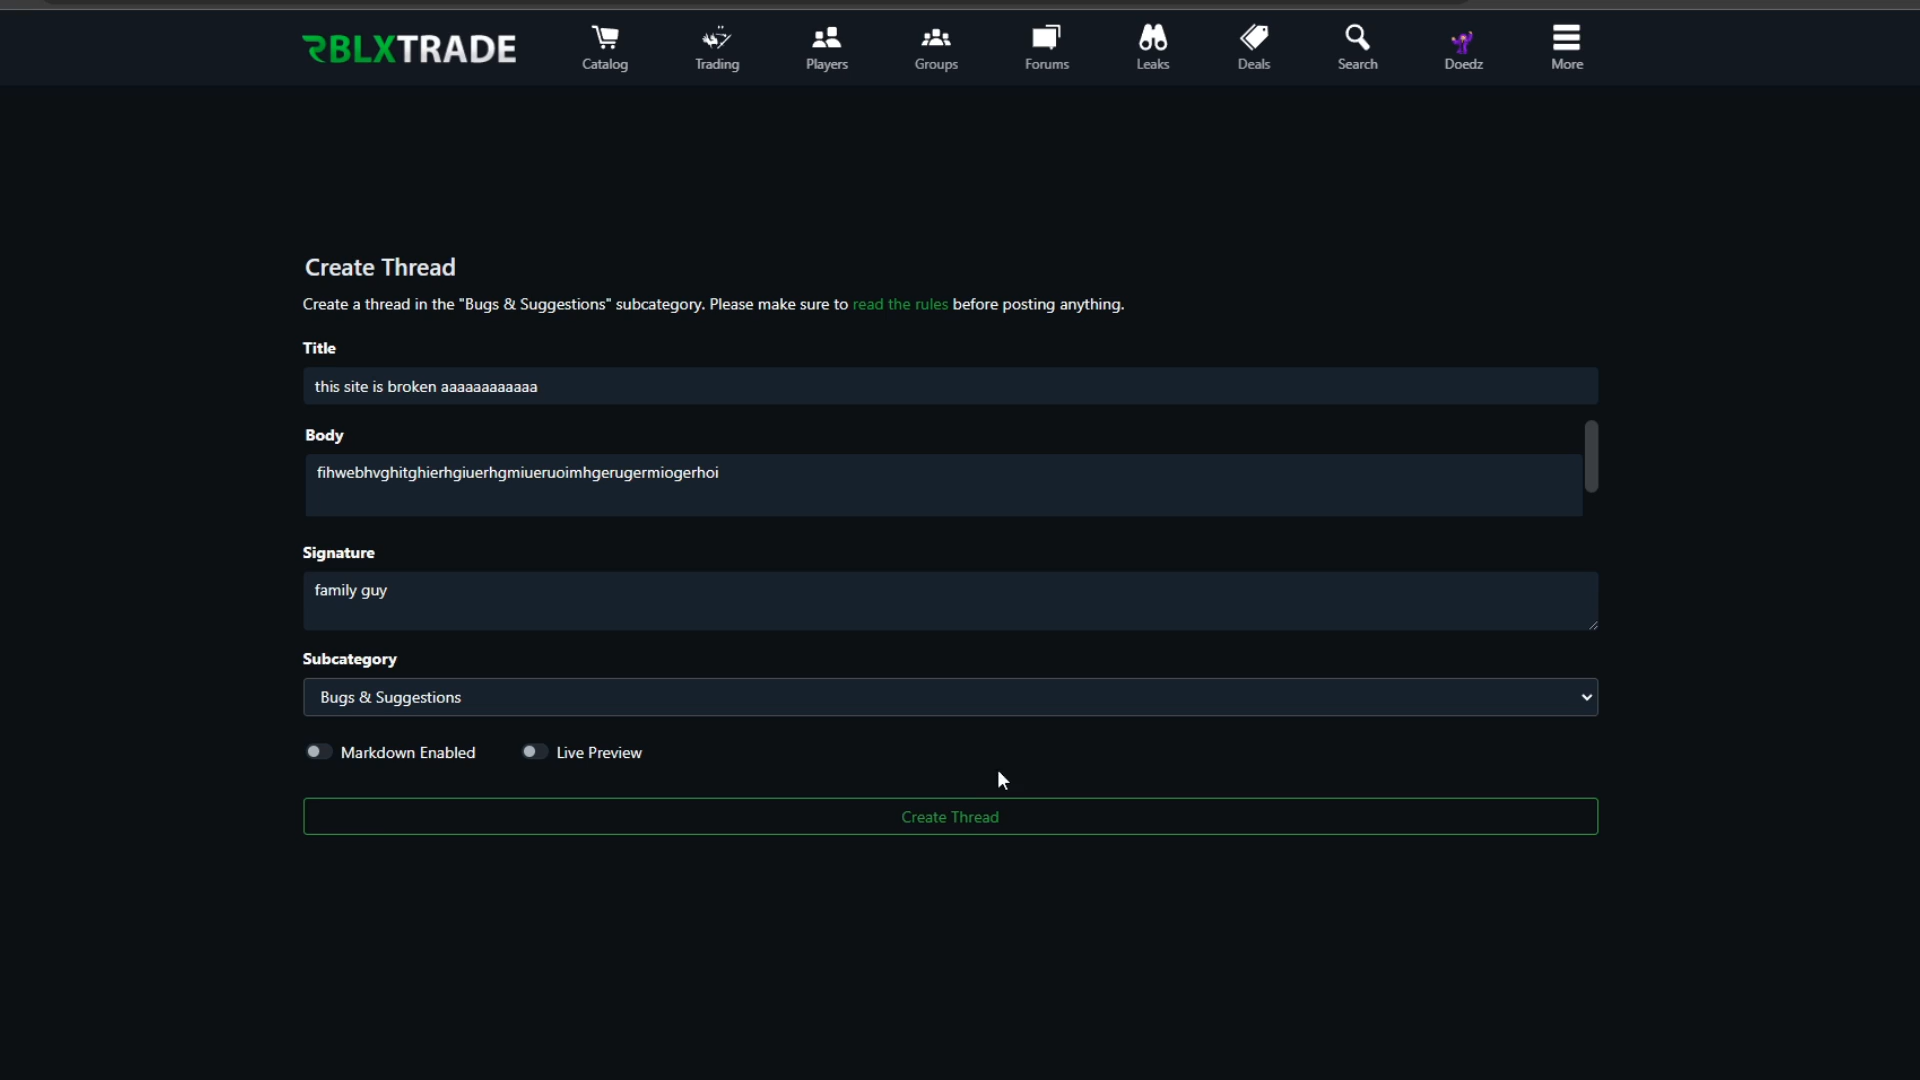 RBLXTRADE
Catalog Trading Players Groups Forums Leaks Deals Search Doedz More
Create Thread
Create a thread in the "Bugs & Suggestions" subcategory. Please make sure to read the rules before posting anything.
Title
this site is broken aaaaaaaaaaaa
Body
fihwebhvghitghierhgiuerhgmiueruoimhgerugermiogerhoi
Signature
family guy
Subcategory
Bugs & Suggestions
Markdown Enabled Live Preview
Create Thread